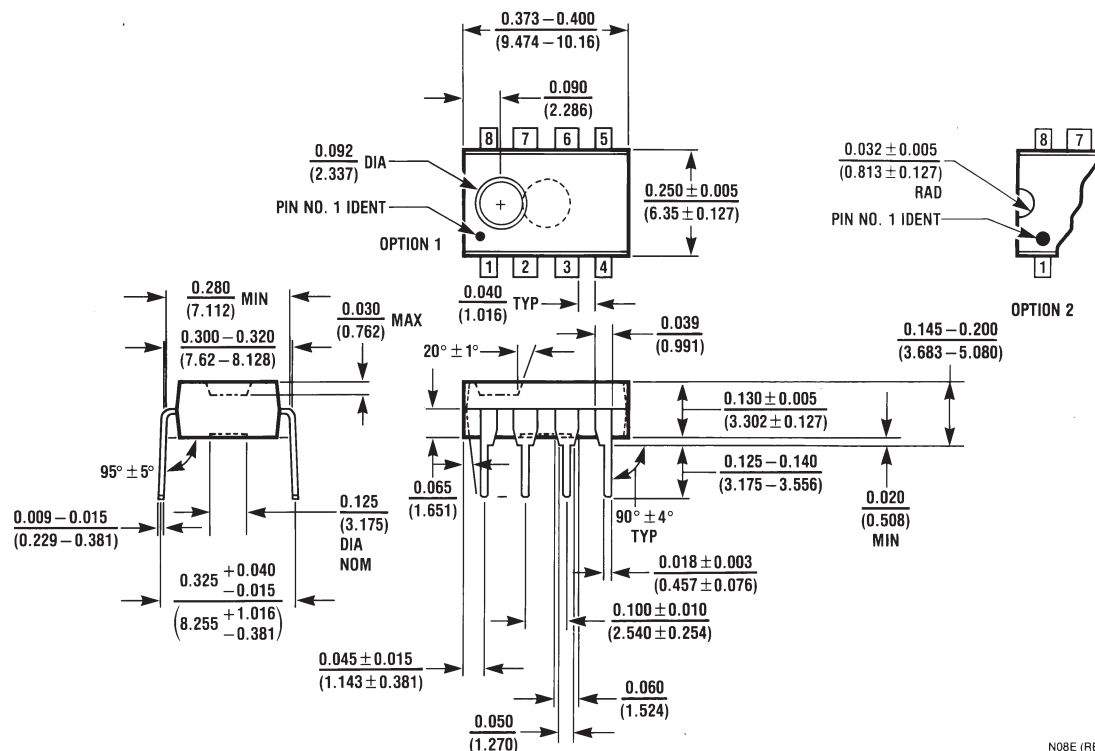 0.373 – 0.400
(9.474 – 10.16)
0.090
(2.286)
8 7 6 5
0.092 DIA
(2.337)
PIN NO. 1 IDENT
OPTION 1
0.250 ± 0.005
(6.35 ± 0.127)
1 2 3 4
0.032 ± 0.005
(0.813 ± 0.127)
RAD
PIN NO. 1 IDENT
8 7
1
OPTION 2
0.280 MIN
(7.112)
0.300 – 0.320
(7.62 – 8.128)
0.030 MAX
(0.762)
0.040 TYP
(1.016)
0.039
(0.991)
20° ± 1°
0.145 – 0.200
(3.683 – 5.080)
0.130 ± 0.005
(3.302 ± 0.127)
0.125 – 0.140
(3.175 – 3.556)
0.020
(0.508)
MIN
95° ± 5°
0.065
(1.651)
90° ± 4°
TYP
0.009 – 0.015
(0.229 – 0.381)
0.125
(3.175)
DIA
NOM
0.018 ± 0.003
(0.457 ± 0.076)
0.325 +0.040
−0.015
(8.255 +1.016
−0.381)
0.100 ± 0.010
(2.540 ± 0.254)
0.045 ± 0.015
(1.143 ± 0.381)
0.060
(1.524)
0.050
(1.270)
N08E (RE